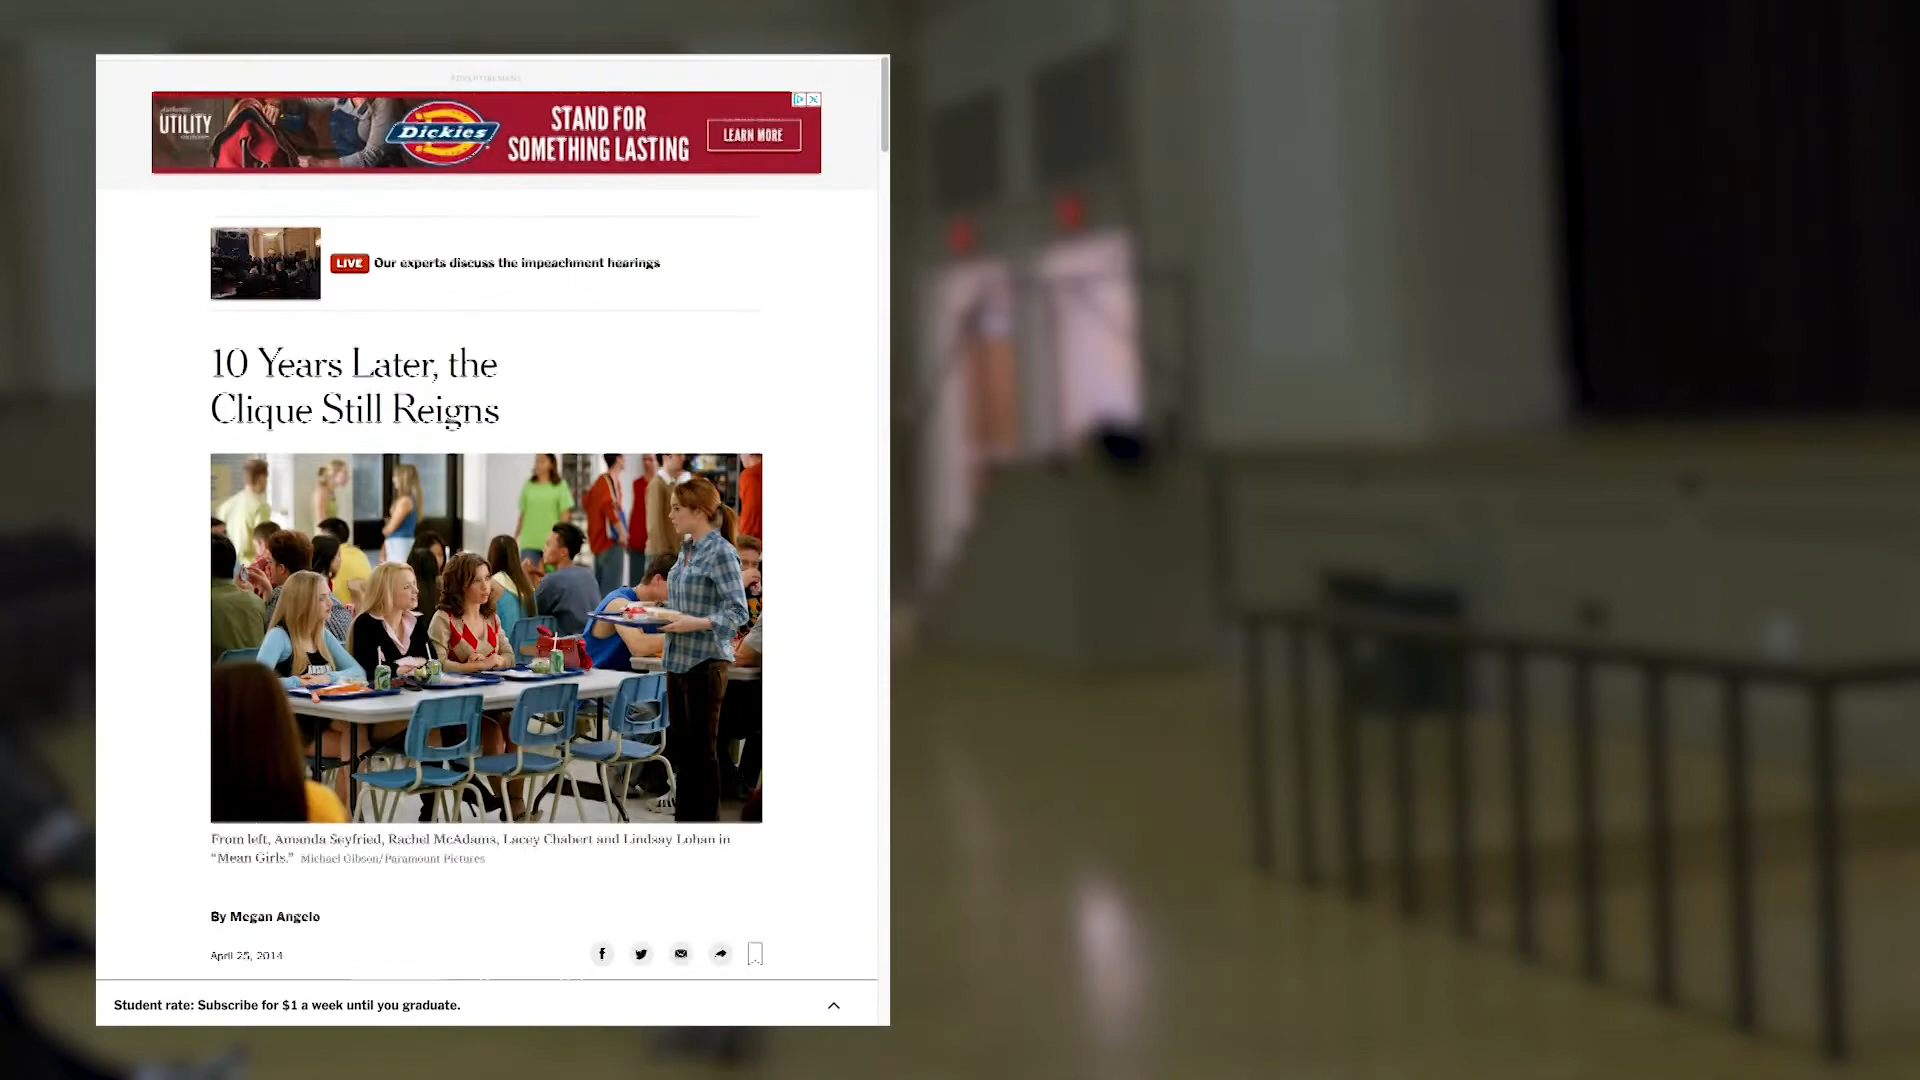 ADVERTISEMENT
Authentic
UTILITY
Dickies
STAND FOR
SOMETHING LASTING
LEARN MORE
LIVE Our experts discuss the impeachment hearings
10 Years Later, the
Clique Still Reigns
From left, Amanda Seyfried, Rachel McAdams, Lacey Chabert and Lindsay Lohan in
“Mean Girls.” Michael Gibson/Paramount Pictures
By Megan Angelo
April 25, 2014
Student rate: Subscribe for $1 a week until you graduate.